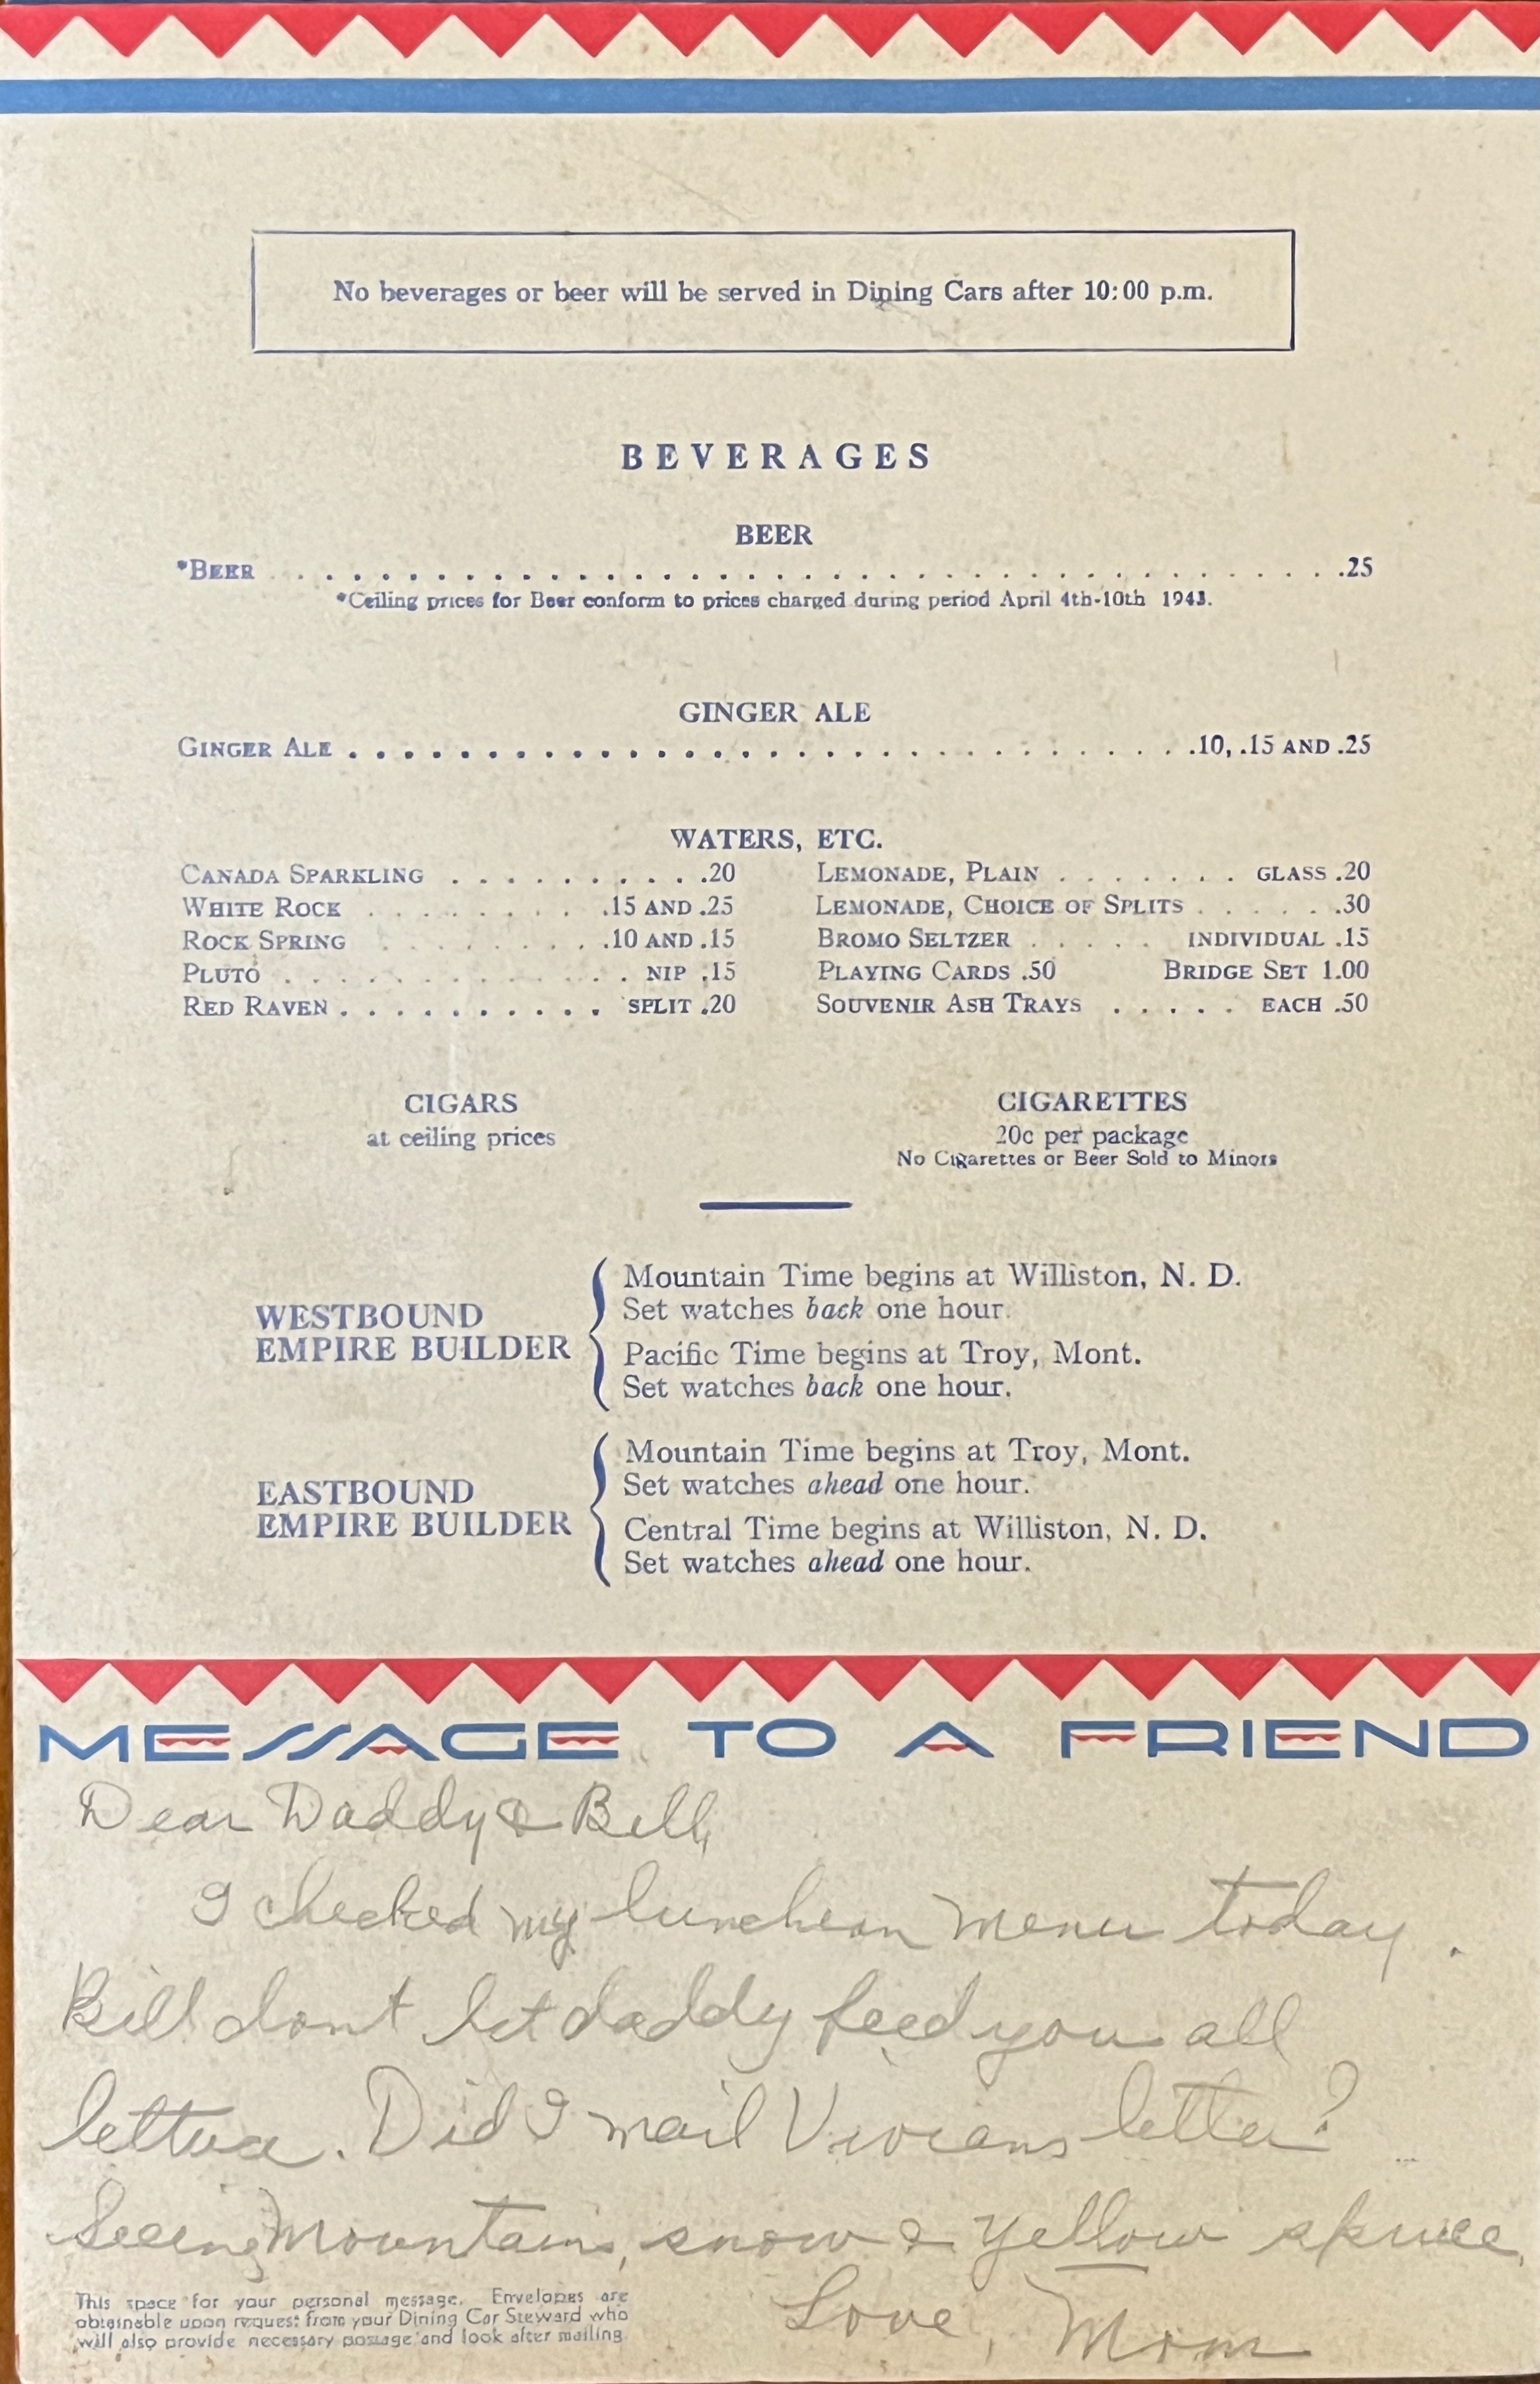 No beverages or beer will be served in Dining Cars after 10:00 p.m.
BEVERAGES
BEER
*BEER . . . . . . . . . . . . . . . . . . . . . . . . . . . . . . . . . . . . . . .25
*Ceiling prices for Beer conform to prices charged during period April 4th-10th 1943.
GINGER ALE
GINGER ALE . . . . . . . . . . . . . . . . . . . . . . . . . . . . . . .10, .15 AND .25
WATERS, ETC.
CANADA SPARKLING . . . . . . . . . .20
WHITE ROCK . . . . . . . . .15 AND .25
ROCK SPRING . . . . . . . . .10 AND .15
PLUTO . . . . . . . . . . . . . NIP .15
RED RAVEN . . . . . . . . . . SPLIT .20
LEMONADE, PLAIN . . . . . . . GLASS .20
LEMONADE, CHOICE OF SPLITS . . . . . .30
BROMO SELTZER . . . . . INDIVIDUAL .15
PLAYING CARDS .50 BRIDGE SET 1.00
SOUVENIR ASH TRAYS . . . . . EACH .50
CIGARS
at ceiling prices
CIGARETTES
20c per package
No Cigarettes or Beer Sold to Minors
WESTBOUND
EMPIRE BUILDER
Mountain Time begins at Williston, N. D.
Set watches back one hour.
Pacific Time begins at Troy, Mont.
Set watches back one hour.
EASTBOUND
EMPIRE BUILDER
Mountain Time begins at Troy, Mont.
Set watches ahead one hour.
Central Time begins at Williston, N. D.
Set watches ahead one hour.
MESSAGE TO A FRIEND
Dear Daddy & Bill,
I checked my luncheon menu today.
Bill dont let daddy feed you all
lettuce. Did I mail Vivians letter?
Seeing Mountains, snow & yellow spruce.
Love, Mom
This space for your personal message. Envelopes are
obtainable upon request from your Dining Car Steward who
will also provide necessary postage and look after mailing.